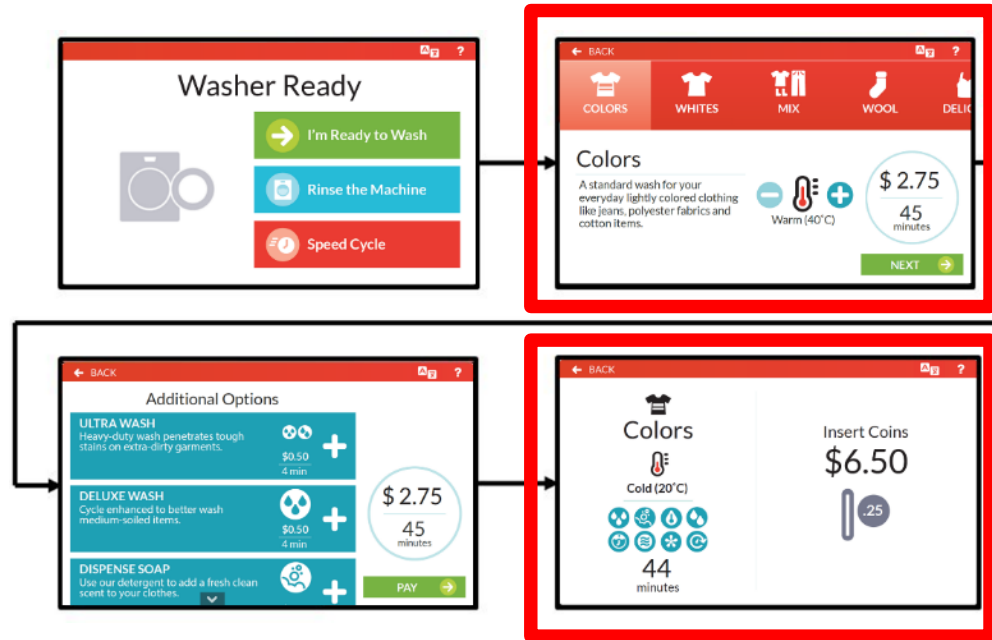 ?
Washer Ready
I'm Ready to Wash
Rinse the Machine
Speed Cycle
← BACK
?
COLORS
WHITES
MIX
WOOL
DELIC
Colors
A standard wash for your
everyday lightly colored clothing
like jeans, polyester fabrics and
cotton items.
Warm (40°C)
$ 2.75
45
minutes
NEXT
← BACK
?
Additional Options
ULTRA WASH
Heavy-duty wash penetrates tough
stains on extra-dirty garments.
$0.50
4 min
DELUXE WASH
Cycle enhanced to better wash
medium-soiled items.
$0.50
4 min
DISPENSE SOAP
Use our detergent to add a fresh clean
scent to your clothes.
$ 2.75
45
minutes
PAY
← BACK
?
Colors
Cold (20°C)
44
minutes
Insert Coins
$6.50
.25